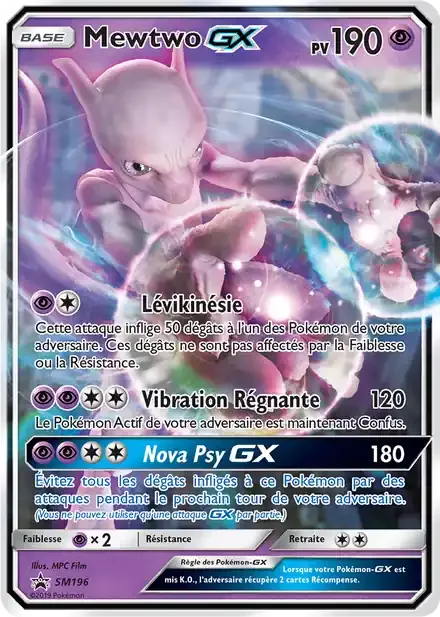 BASE Mewtwo GX PV 190
Lévikinésie
Cette attaque inflige 50 dégâts à l'un des Pokémon de votre
adversaire. Ces dégâts ne sont pas affectés par la Faiblesse
ou la Résistance.
Vibration Régnante 120
Le Pokémon Actif de votre adversaire est maintenant Confus.
Nova Psy GX 180
Évitez tous les dégâts infligés à ce Pokémon par des
attaques pendant le prochain tour de votre adversaire.
(Vous ne pouvez utiliser qu'une attaque GX par partie.)
Faiblesse × 2 Résistance Retraite
Illus. MPC Film
Règle des Pokémon-GX
Lorsque votre Pokémon-GX est
mis K.O., l'adversaire récupère 2 cartes Récompense.
PROMO SM196
©2019 Pokémon